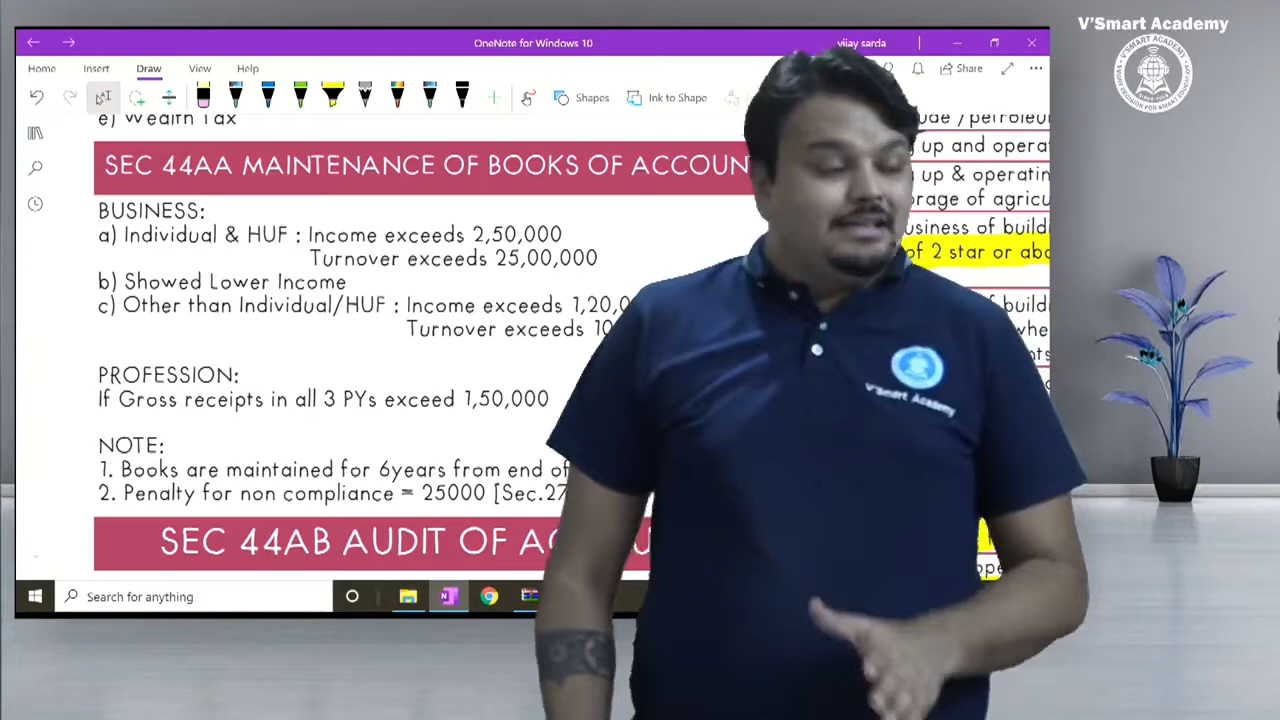 V'Smart Academy
OneNote for Windows 10
vijay sarda
Home Insert Draw View Help
Share
Shapes
Ink to Shape
e) Wealth Tax
SEC 44AA MAINTENANCE OF BOOKS OF ACCOUN
BUSINESS:
a) Individual & HUF : Income exceeds 2,50,000
Turnover exceeds 25,00,000
b) Showed Lower Income
c) Other than Individual/HUF : Income exceeds 1,20,0
Turnover exceeds 10
PROFESSION:
If Gross receipts in all 3 PYs exceed 1,50,000
NOTE:
1. Books are maintained for 6years from end of
2. Penalty for non compliance = 25000 [Sec.27
SEC 44AB AUDIT OF AC
ude /petroleu
up and operat
up & operating
orage of agricu
usiness of buildi
of 2 star or abo
of buildi
whe
Search for anything
V'Smart Academy